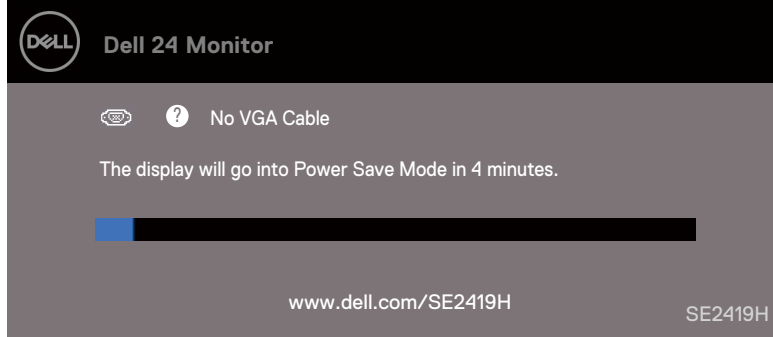 DELL
Dell 24 Monitor
? No VGA Cable
The display will go into Power Save Mode in 4 minutes.
www.dell.com/SE2419H
SE2419H